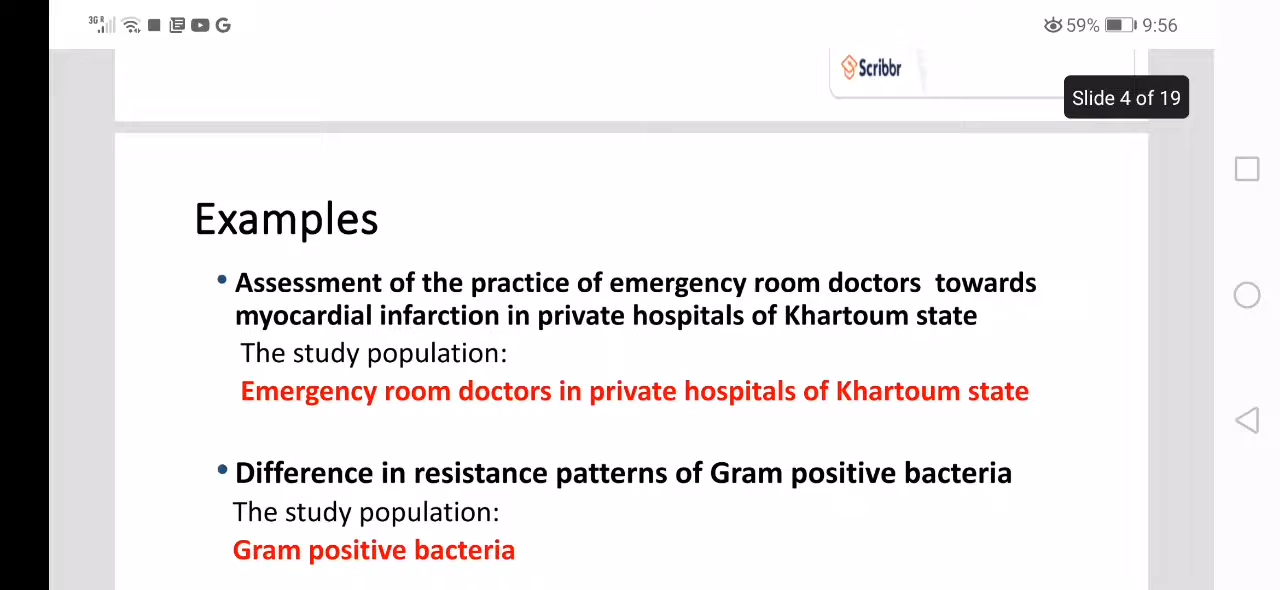 3G R 59% 9:56
Scribbr
Slide 4 of 19
Examples
• Assessment of the practice of emergency room doctors towards
myocardial infarction in private hospitals of Khartoum state
The study population:
Emergency room doctors in private hospitals of Khartoum state
• Difference in resistance patterns of Gram positive bacteria
The study population:
Gram positive bacteria